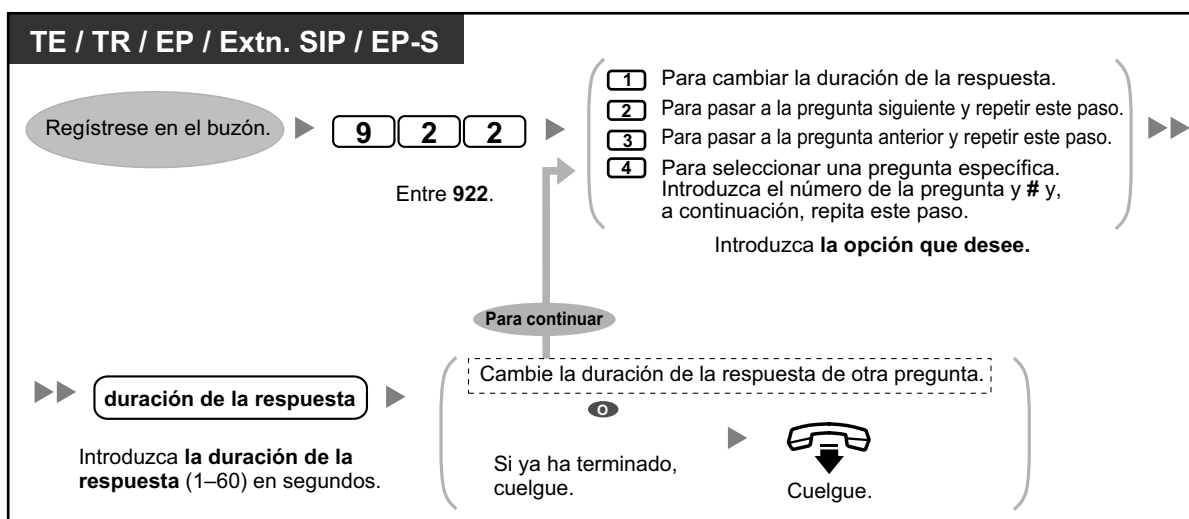 TE / TR / EP / Extn. SIP / EP-S
Regístrese en el buzón.
9 2 2
Entre 922.
1 Para cambiar la duración de la respuesta.
2 Para pasar a la pregunta siguiente y repetir este paso.
3 Para pasar a la pregunta anterior y repetir este paso.
4 Para seleccionar una pregunta específica.
Introduzca el número de la pregunta y # y,
a continuación, repita este paso.
Introduzca la opción que desee.
Para continuar
duración de la respuesta
Introduzca la duración de la
respuesta (1–60) en segundos.
Cambie la duración de la respuesta de otra pregunta.
O
Si ya ha terminado,
cuelgue.
Cuelgue.